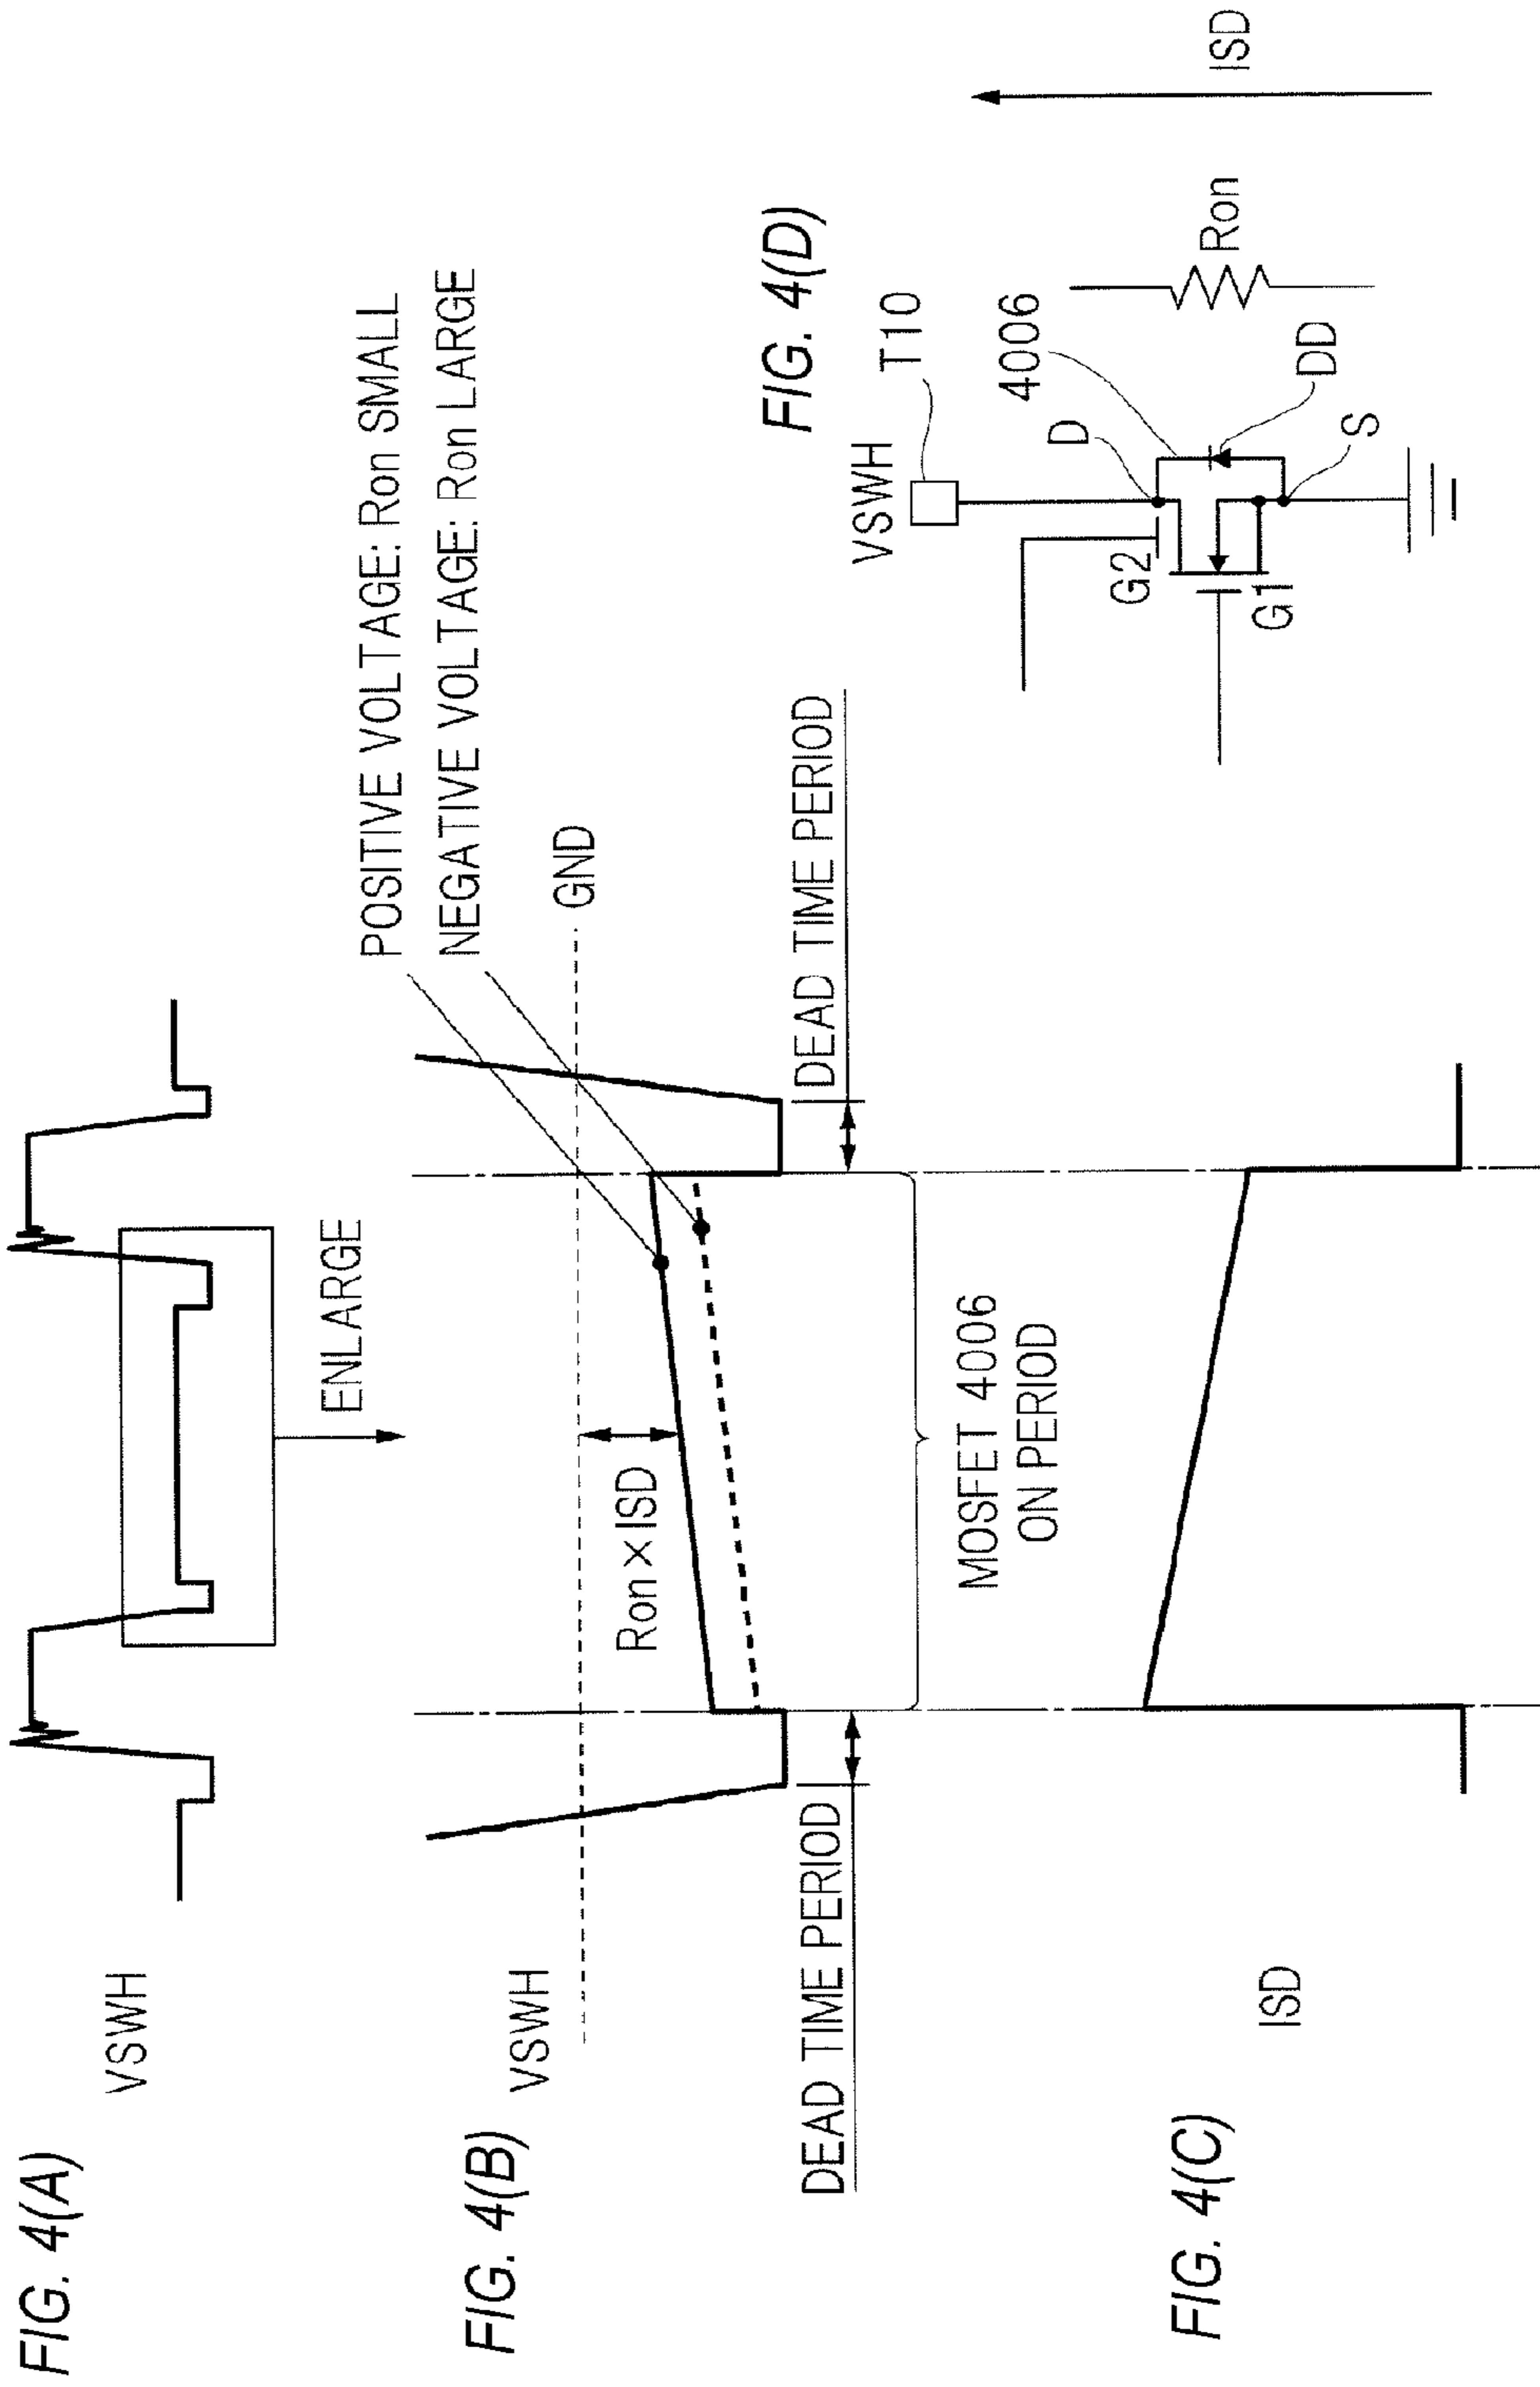 FIG. 4(A)
VSWH
ENLARGE
FIG. 4(B)
VSWH
POSITIVE VOLTAGE: Ron SMALL
NEGATIVE VOLTAGE: Ron LARGE
GND
Ron×ISD
DEAD TIME PERIOD
DEAD TIME PERIOD
MOSFET 4006
ON PERIOD
FIG. 4(C)
ISD
FIG. 4(D)
VSWH
T10
D
4006
G2
G1
DD
S
Ron
ISD